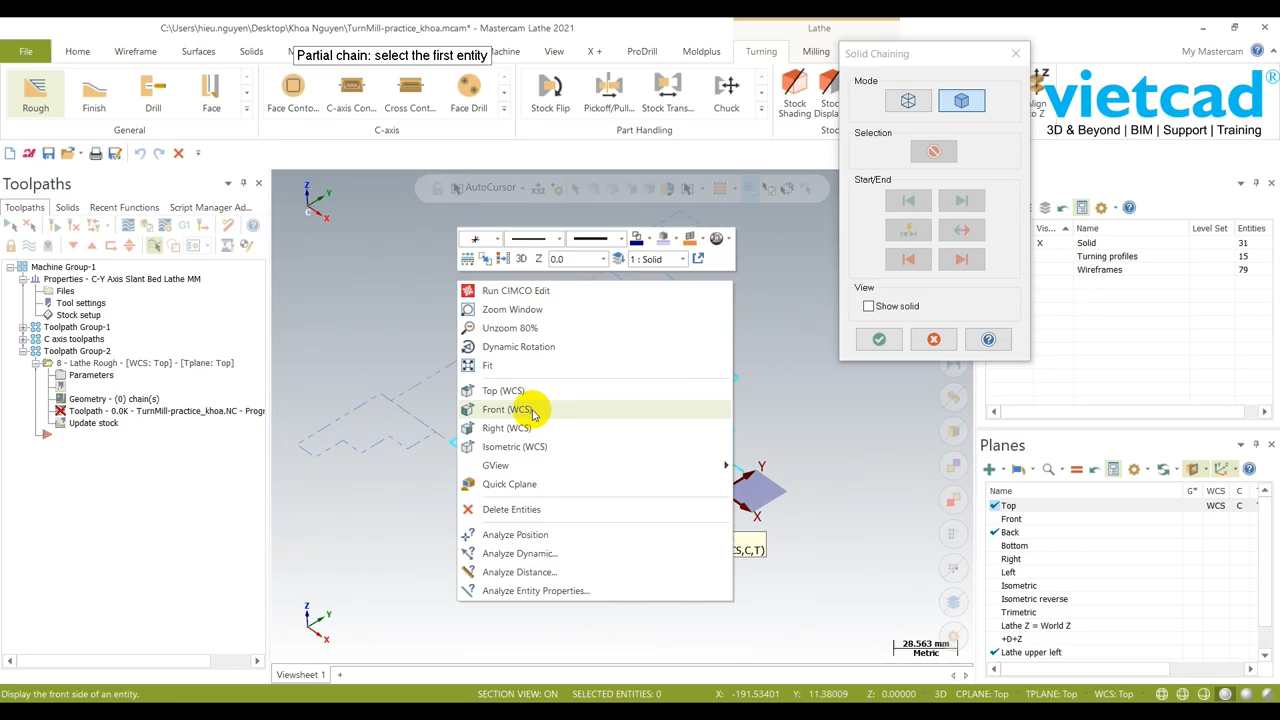 C:\Users\hieu.nguyen\Desktop\Khoa Nguyen\TurnMill-practice_khoa.mcam* - Mastercam Lathe 2021
Lathe
File
Home
Wireframe
Surfaces
Solids
Partial chain: select the first entity
View
X +
ProDrill
Moldplus
Turning
Milling
My Mastercam
Rough
Finish
Drill
Face
Face Conto...
C-axis Con...
Cross Cont...
Face Drill
Stock Flip
Pickoff/Pull...
Stock Trans...
Chuck
Stock Shading
General
C-axis
Part Handling
Solid Chaining
Mode
Selection
Start/End
View
Show solid
vietcad®
3D & Beyond | BIM | Support | Training
Toolpaths
Toolpaths
Solids
Recent Functions
Script Manager Ad...
Machine Group-1
Properties - C-Y Axis Slant Bed Lathe MM
Files
Tool settings
Stock setup
Toolpath Group-1
C axis toolpaths
Toolpath Group-2
8 - Lathe Rough - [WCS: Top] - [Tplane: Top]
Parameters
Geometry - (0) chain(s)
Toolpath - 0.0K - TurnMill-practice_khoa.NC - Progr
Update stock
AutoCursor
Z
Y
X
C
3D
Z
0.0
1 : Solid
Run CIMCO Edit
Zoom Window
Unzoom 80%
Dynamic Rotation
Fit
Top (WCS)
Front (WCS)
Right (WCS)
Isometric (WCS)
GView
Quick Cplane
Delete Entities
Analyze Position
Analyze Dynamic...
Analyze Distance...
Analyze Entity Properties...
Y
X
CS,C,T)
Z
Y
X
28.563 mm
Metric
Vis...
Name
Level Set
Entities
X
Solid
31
Turning profiles
15
Wireframes
79
Planes
Name
G*
WCS
C
Top
WCS
C
Front
Back
Bottom
Right
Left
Isometric
Isometric reverse
Trimetric
Lathe Z = World Z
+D+Z
Lathe upper left
Viewsheet 1
+
Display the front side of an entity.
SECTION VIEW: ON
SELECTED ENTITIES: 0
X: -191.53401
Y: 11.38009
Z: 0.00000
3D
CPLANE: Top
TPLANE: Top
WCS: Top